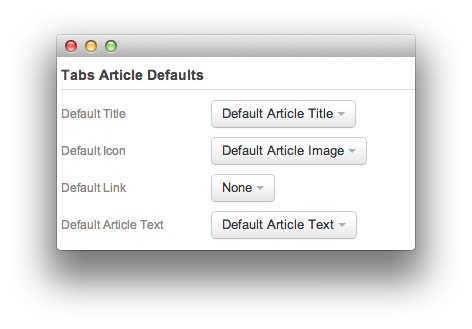 Tabs Article Defaults
Default Title Default Article Title
Default Icon Default Article Image
Default Link None
Default Article Text Default Article Text